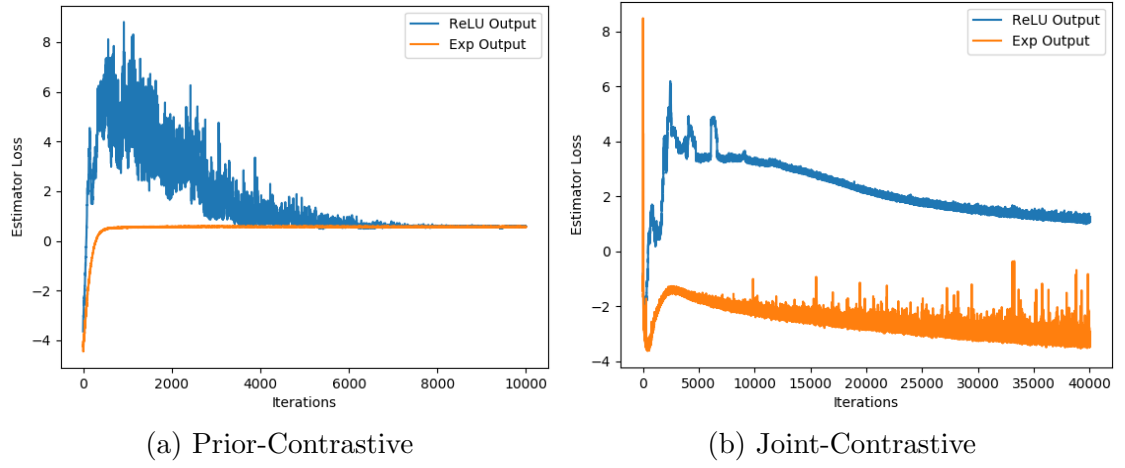 8
6
4
2
0
−2
−4
Estimator Loss
ReLU Output
Exp Output
0
2000
4000
6000
8000
10000
Iterations
(a) Prior-Contrastive
8
6
4
2
0
−2
−4
Estimator Loss
ReLU Output
Exp Output
0
5000
10000
15000
20000
25000
30000
35000
40000
Iterations
(b) Joint-Contrastive